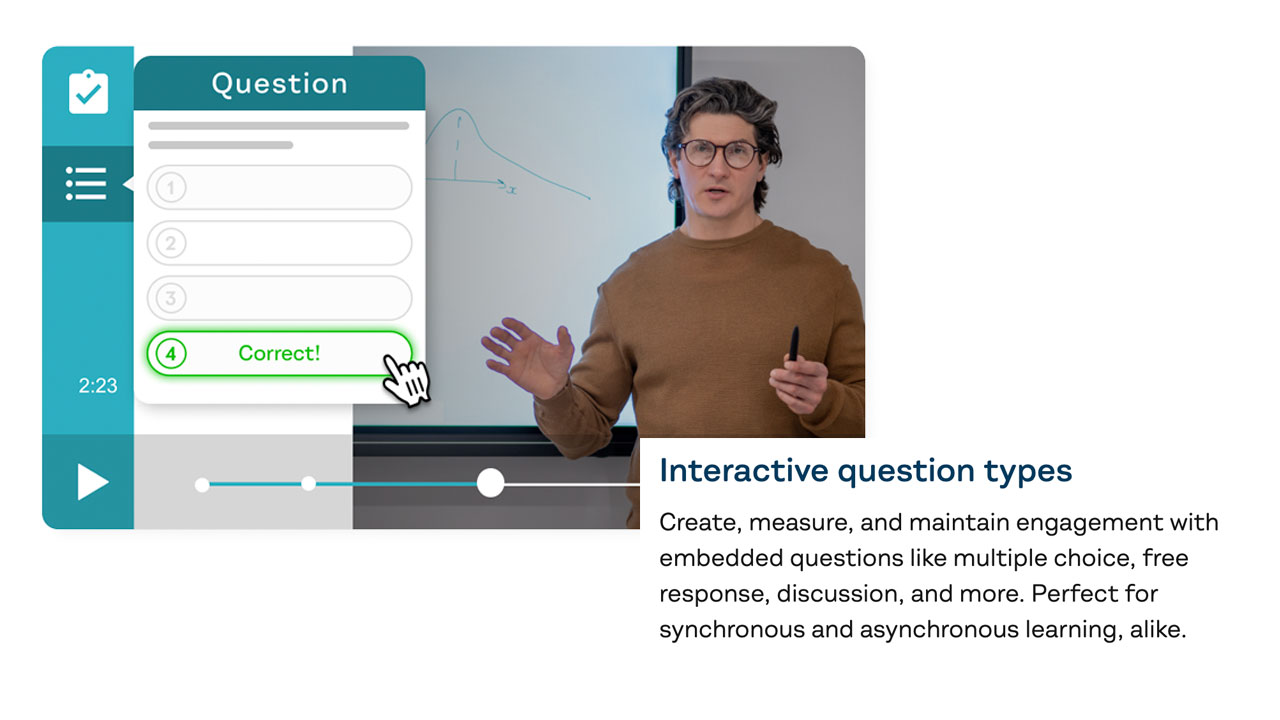 Question
1
2
3
4 Correct!
2:23
x
Interactive question types
Create, measure, and maintain engagement with
embedded questions like multiple choice, free
response, discussion, and more. Perfect for
synchronous and asynchronous learning, alike.